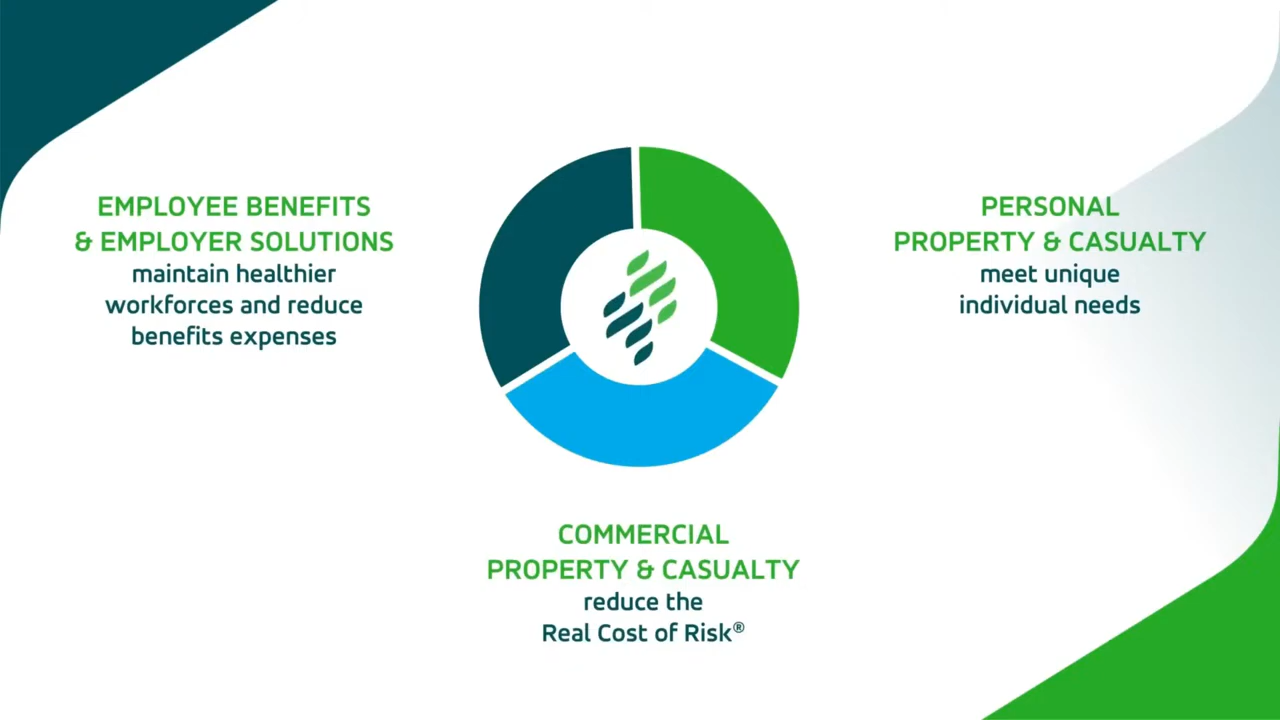 EMPLOYEE BENEFITS
& EMPLOYER SOLUTIONS
maintain healthier
workforces and reduce
benefits expenses
PERSONAL
PROPERTY & CASUALTY
meet unique
individual needs
COMMERCIAL
PROPERTY & CASUALTY
reduce the
Real Cost of Risk®